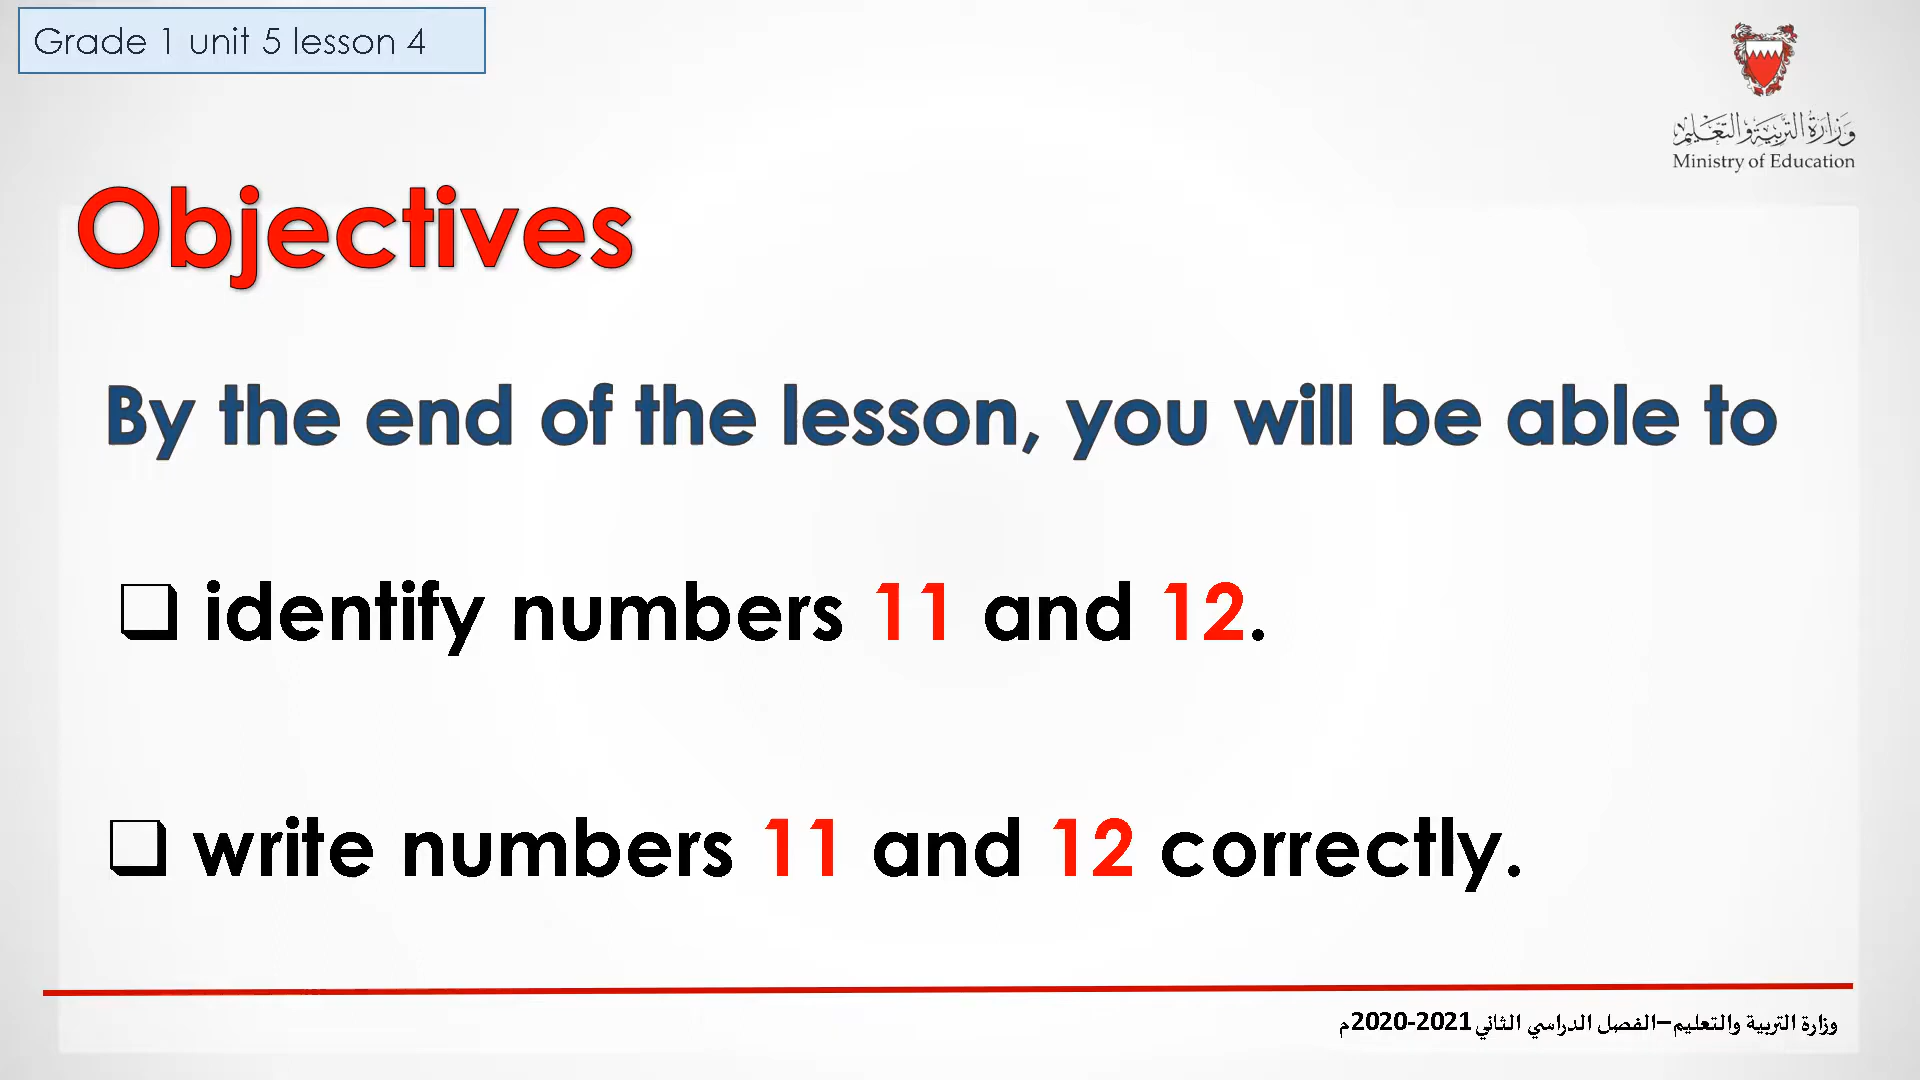 Grade 1 unit 5 lesson 4
وزارة التربية والتعليم
Ministry of Education
Objectives
By the end of the lesson, you will be able to
❑ identify numbers 11 and 12.
❑ write numbers 11 and 12 correctly.
وزارة التربية والتعليم–الفصل الدراسي الثاني 2021-2020م